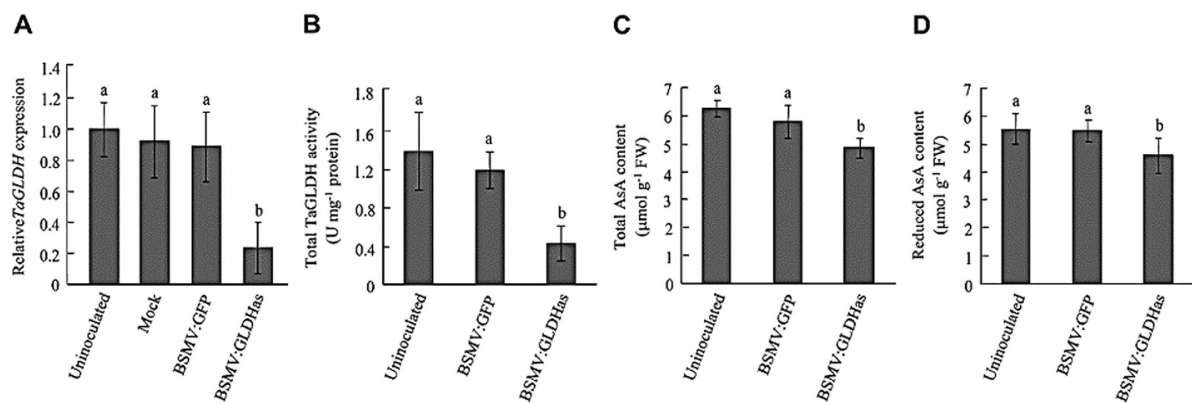 A
Relative TaGLDH expression
1.4
1.2
1.0
0.8
0.6
0.4
0.2
0
a
a
a
b
Uninoculated
Mock
BSMV:GFP
BSMV:GLDHas
B
Total TaGLDH activity
(U mg-1 protein)
1.8
1.6
1.2
0.8
0.4
0
a
a
b
Uninoculated
BSMV:GFP
BSMV:GLDHas
C
Total AsA content
(μmol g-1 FW)
7
6
5
4
3
2
1
0
a
a
b
Uninoculated
BSMV:GFP
BSMV:GLDHas
D
Reduced AsA content
(μmol g-1 FW)
7
6
5
4
3
2
1
0
a
a
b
Uninoculated
BSMV:GFP
BSMV:GLDHas